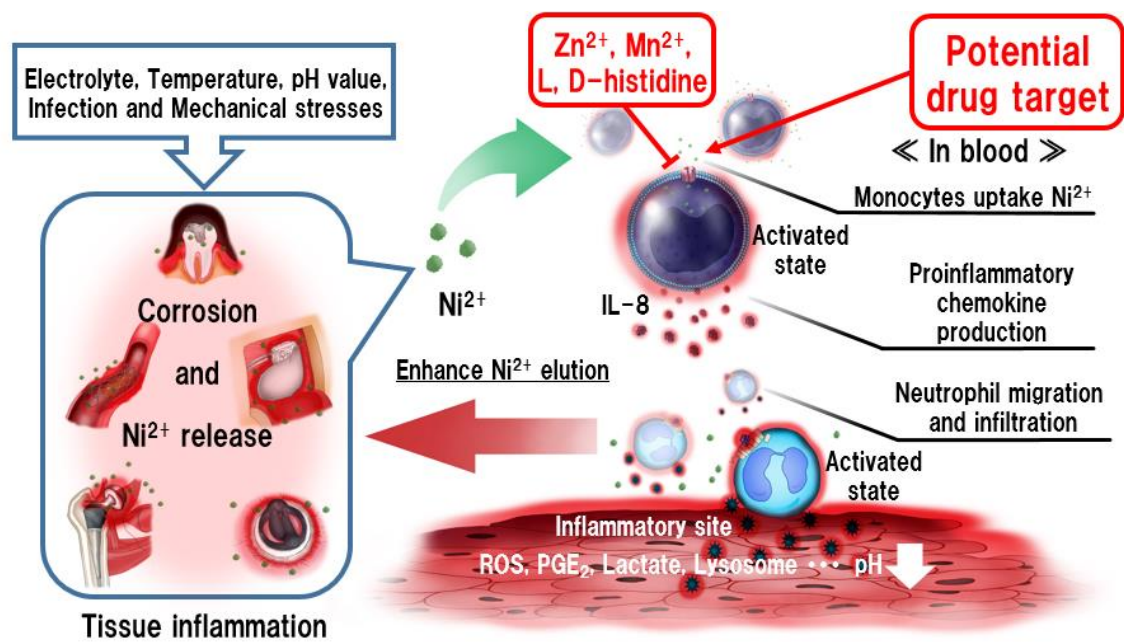 Electrolyte, Temperature, pH value,
Infection and Mechanical stresses
Corrosion
and
Ni²⁺ release
Tissue inflammation
Ni²⁺
Zn²⁺, Mn²⁺,
L, D-histidine
Potential
drug target
≪ In blood ≫
Monocytes uptake Ni²⁺
Activated
state
IL-8
Proinflammatory
chemokine
production
Enhance Ni²⁺ elution
Neutrophil migration
and infiltration
Activated
state
Inflammatory site
ROS, PGE₂, Lactate, Lysosome ⋯ pH